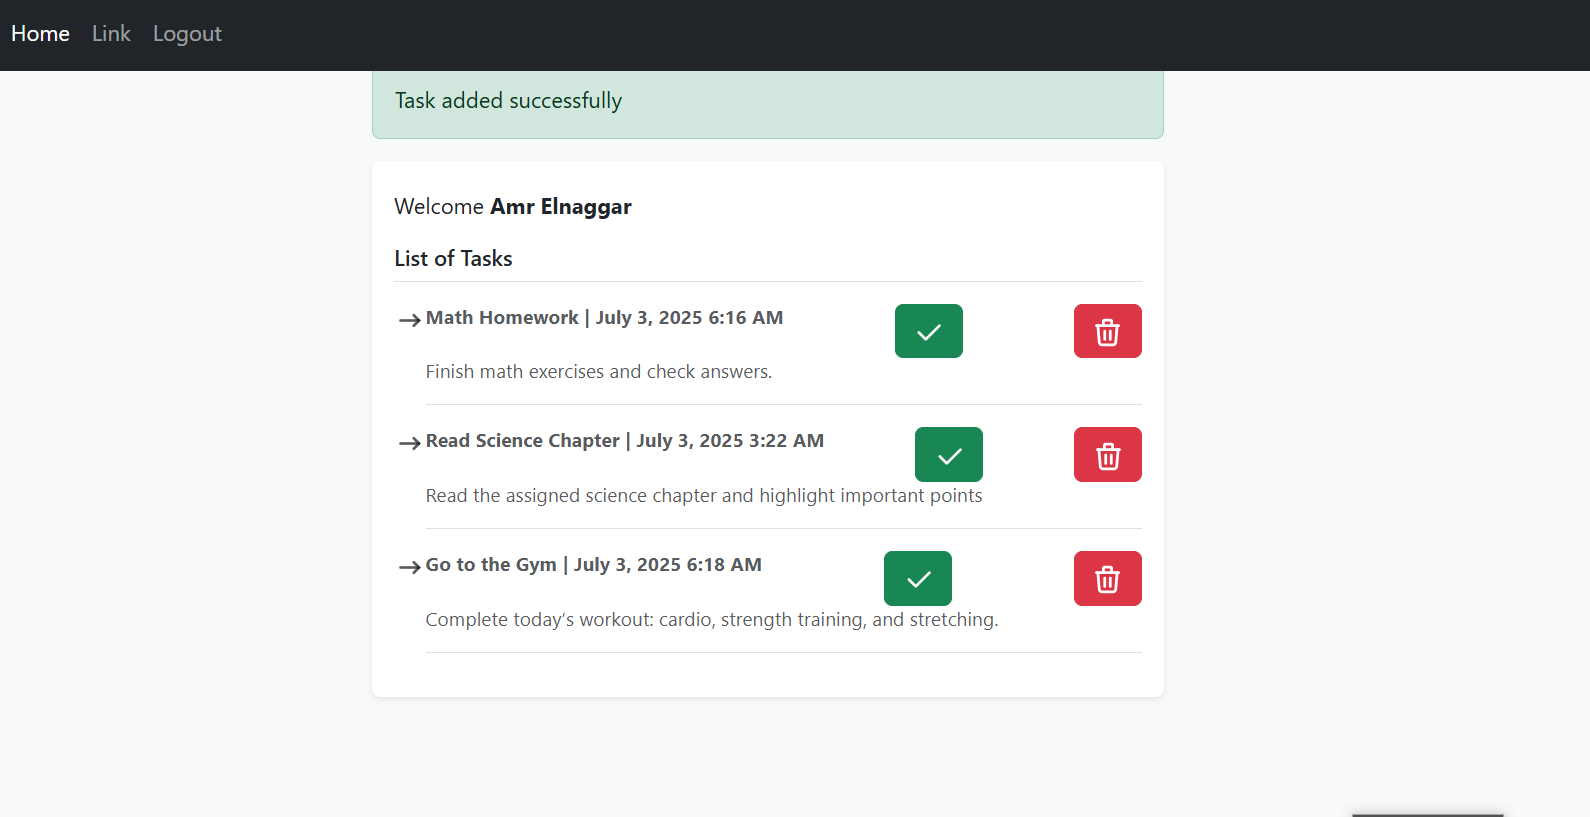 Home Link Logout
Task added successfully
Welcome Amr Elnaggar
List of Tasks
Math Homework | July 3, 2025 6:16 AM
Finish math exercises and check answers.
Read Science Chapter | July 3, 2025 3:22 AM
Read the assigned science chapter and highlight important points
Go to the Gym | July 3, 2025 6:18 AM
Complete today’s workout: cardio, strength training, and stretching.